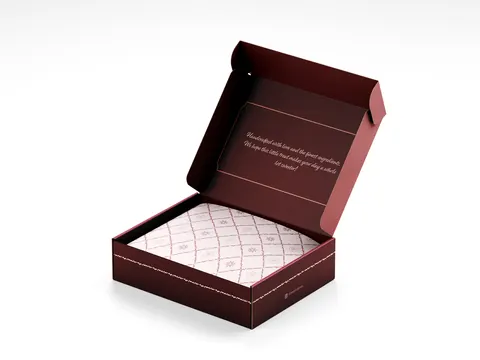 Handcrafted with love and the finest ingredients.
We hope this little treat makes your day a whole
lot sweeter!